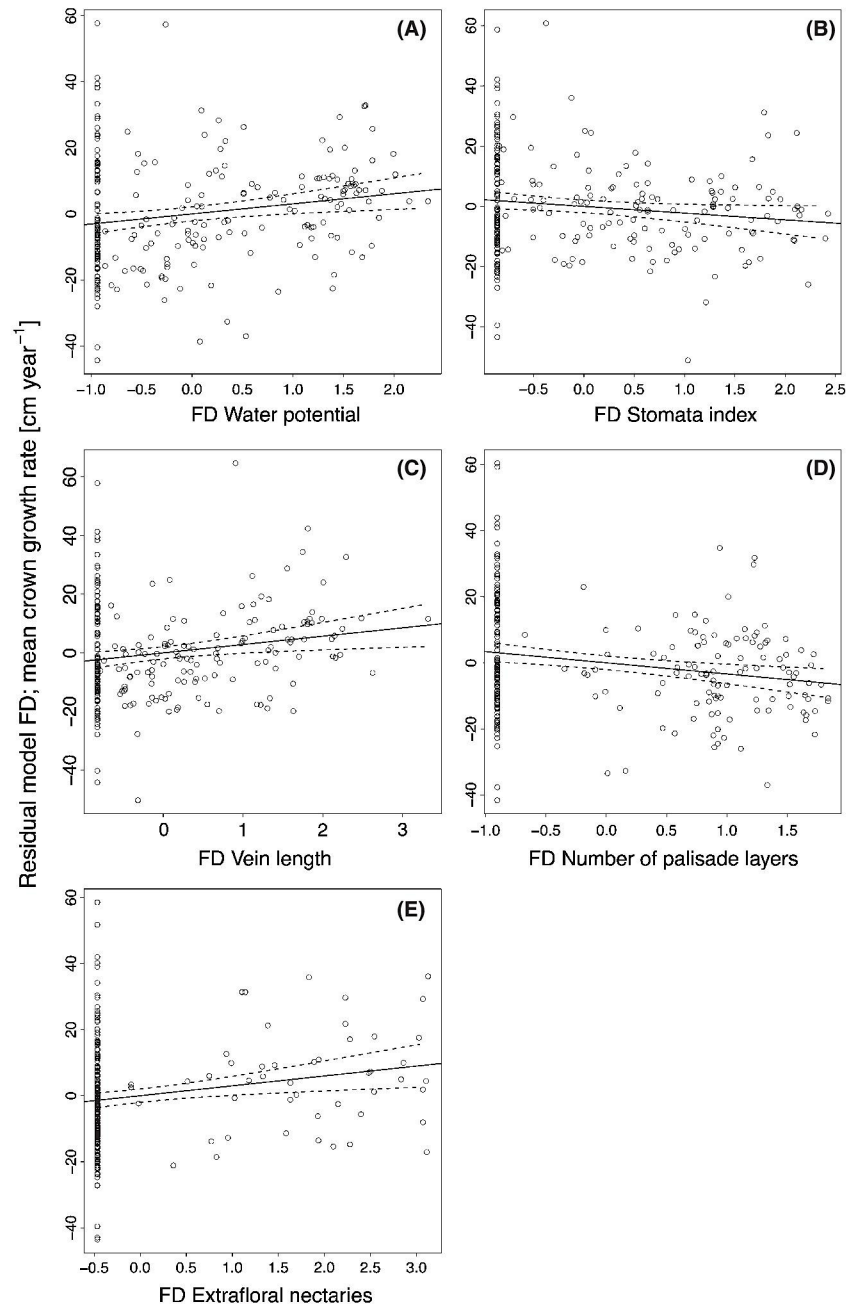 Residual model FD; mean crown growth rate [cm year⁻¹]
(A)
60
40
20
0
−20
−40
−1.0 −0.5 0.0 0.5 1.0 1.5 2.0
FD Water potential
(B)
60
40
20
0
−20
−40
−0.5 0.0 0.5 1.0 1.5 2.0 2.5
FD Stomata index
(C)
60
40
20
0
−20
−40
0 1 2 3
FD Vein length
(D)
60
40
20
0
−20
−40
−1.0 −0.5 0.0 0.5 1.0 1.5
FD Number of palisade layers
(E)
60
40
20
0
−20
−40
−0.5 0.0 0.5 1.0 1.5 2.0 2.5 3.0
FD Extrafloral nectaries